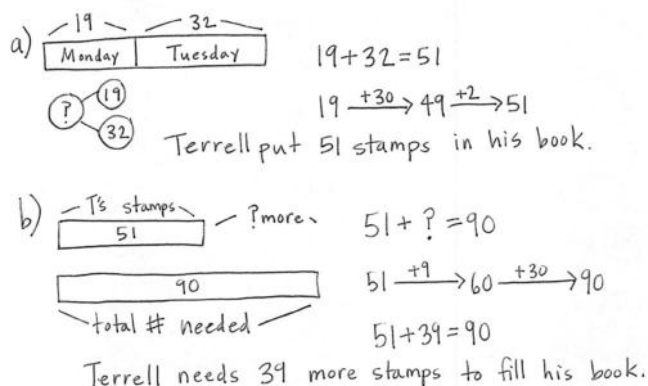 a) 19 32
Monday Tuesday
? 19 32
19+32=51
19 +30→ 49 +2→ 51
Terrell put 51 stamps in his book.
b) T's stamps
51
?more
90
total # needed
51+?=90
51 +9→ 60 +30→ 90
51+39=90
Terrell needs 39 more stamps to fill his book.